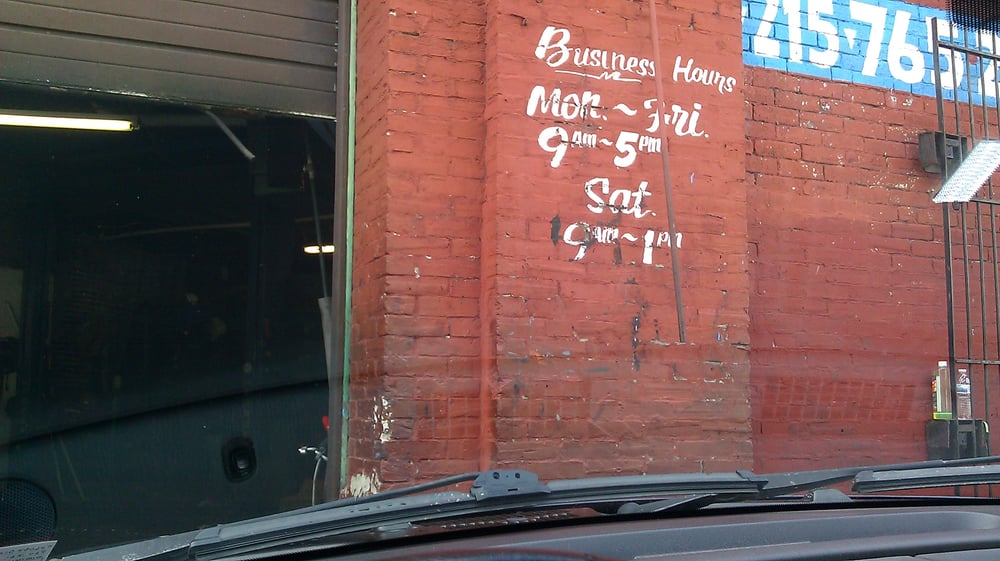 Business Hours
Mon. ~ Fri.
9AM ~ 5PM
Sat.
9AM ~ 1PM
215-76